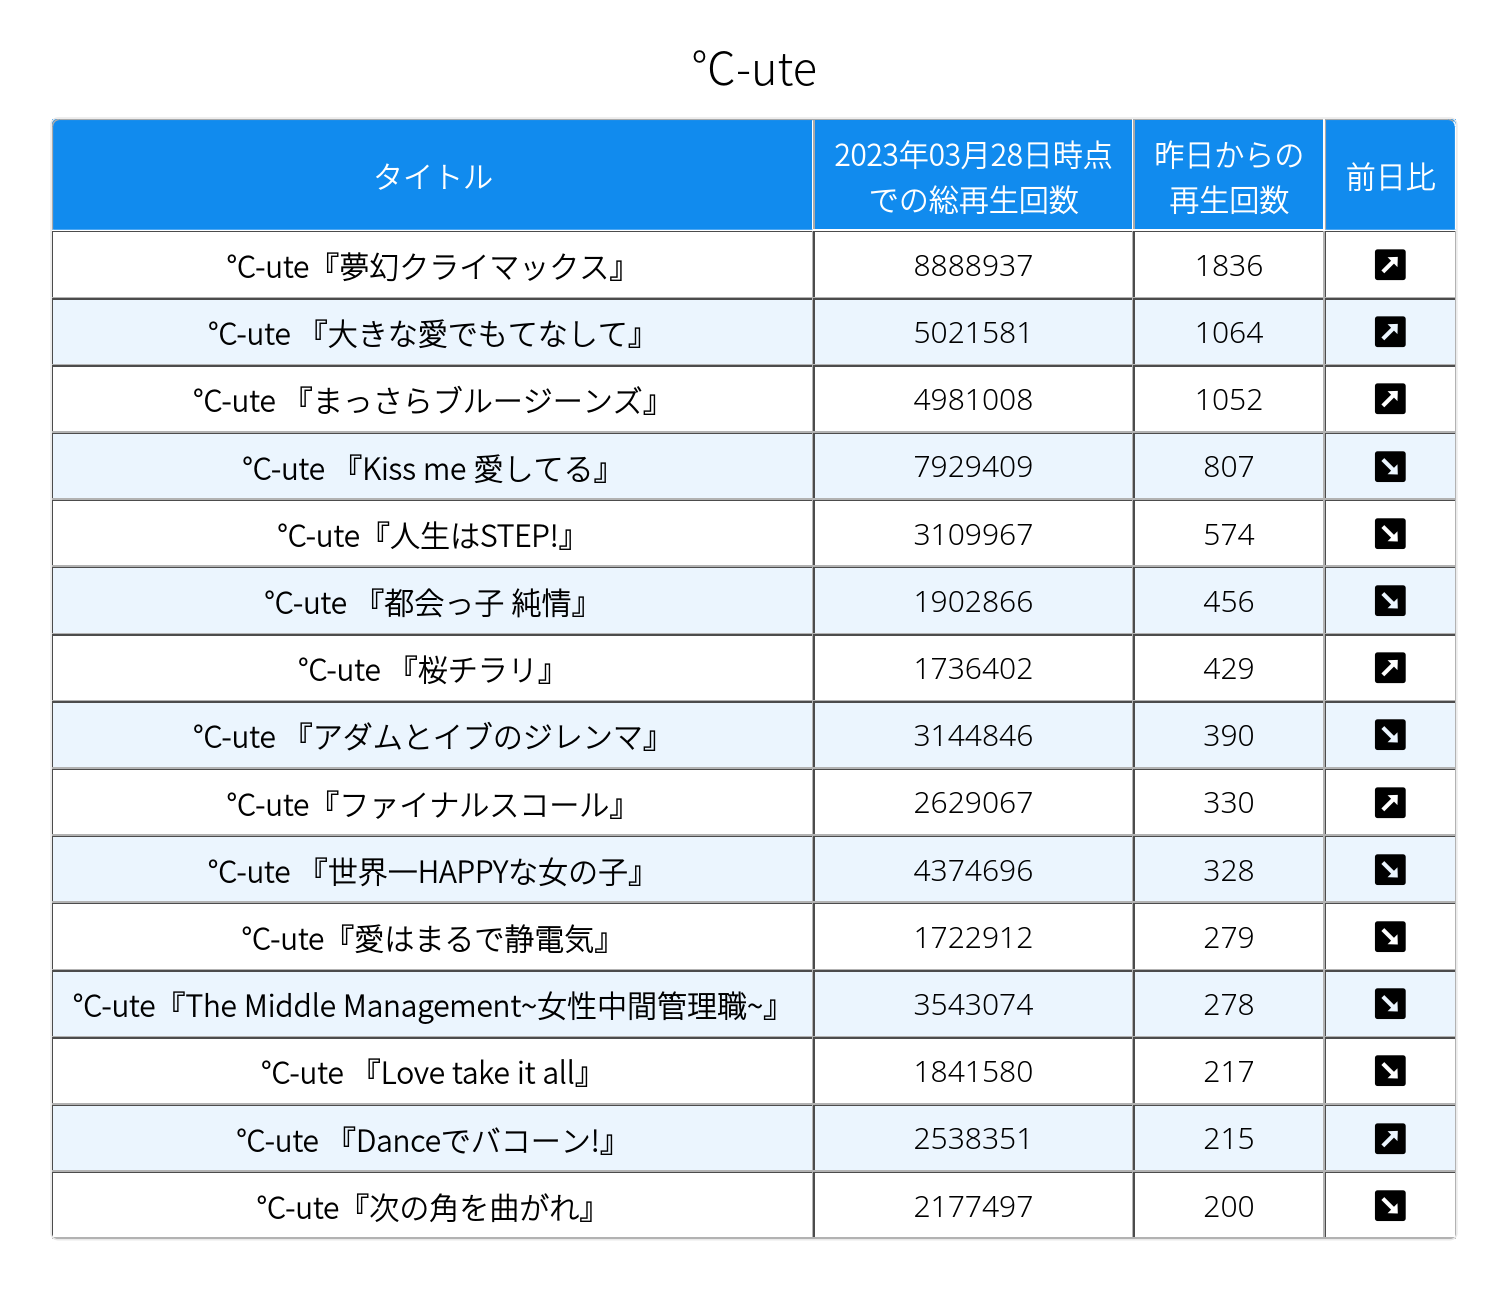 ℃-ute
タイトル 2023年03月28日時点での総再生回数 昨日からの再生回数 前日比
℃-ute『夢幻クライマックス』 8888937 1836 ↗
℃-ute 『大きな愛でもてなして』 5021581 1064 ↗
℃-ute 『まっさらブルージーンズ』 4981008 1052 ↗
℃-ute 『Kiss me 愛してる』 7929409 807 ↘
℃-ute『人生はSTEP!』 3109967 574 ↘
℃-ute 『都会っ子 純情』 1902866 456 ↘
℃-ute 『桜チラリ』 1736402 429 ↗
℃-ute 『アダムとイブのジレンマ』 3144846 390 ↘
℃-ute『ファイナルスコール』 2629067 330 ↗
℃-ute 『世界一HAPPYな女の子』 4374696 328 ↘
℃-ute『愛はまるで静電気』 1722912 279 ↘
℃-ute『The Middle Management~女性中間管理職~』 3543074 278 ↘
℃-ute 『Love take it all』 1841580 217 ↘
℃-ute 『Danceでバコーン!』 2538351 215 ↗
℃-ute『次の角を曲がれ』 2177497 200 ↘